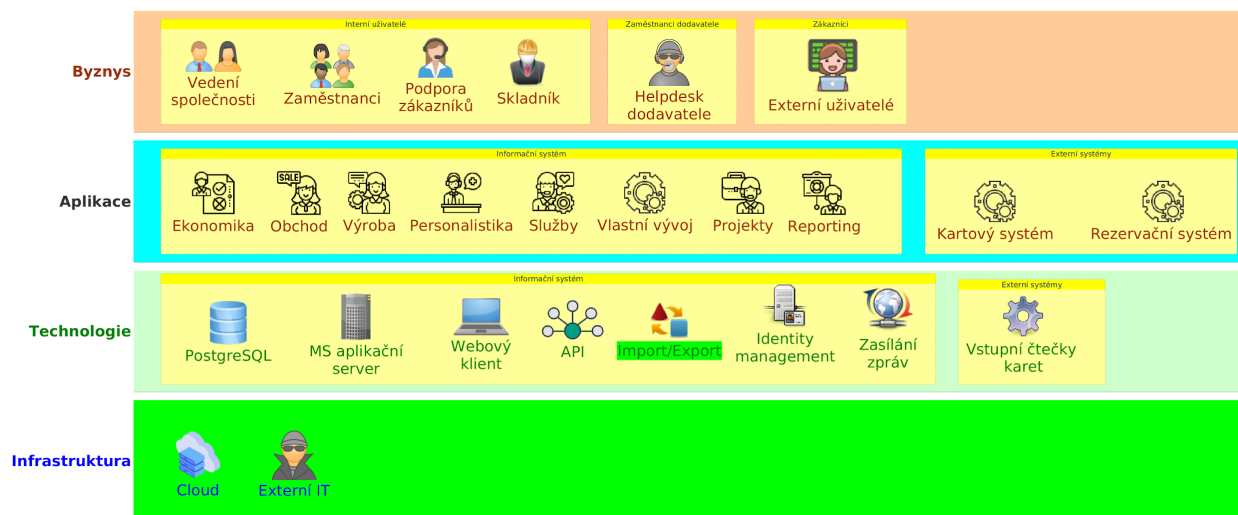 Byznys
Interní uživatelé
Vedení
společnosti
Zaměstnanci
Podpora
zákazníků
Skladník
Zaměstnanci dodavatele
Helpdesk
dodavatele
Zákazníci
Externí uživatelé
Aplikace
Informační systém
SALE
Ekonomika
Obchod
Výroba
Personalistika
Služby
Vlastní vývoj
Projekty
Reporting
Externí systémy
Kartový systém
Rezervační systém
Technologie
Informační systém
PostgreSQL
MS aplikační
server
Webový
klient
API
Import/Export
Identity
management
Zasílání
zpráv
Externí systémy
Vstupní čtečky
karet
Infrastruktura
Cloud
Externí IT